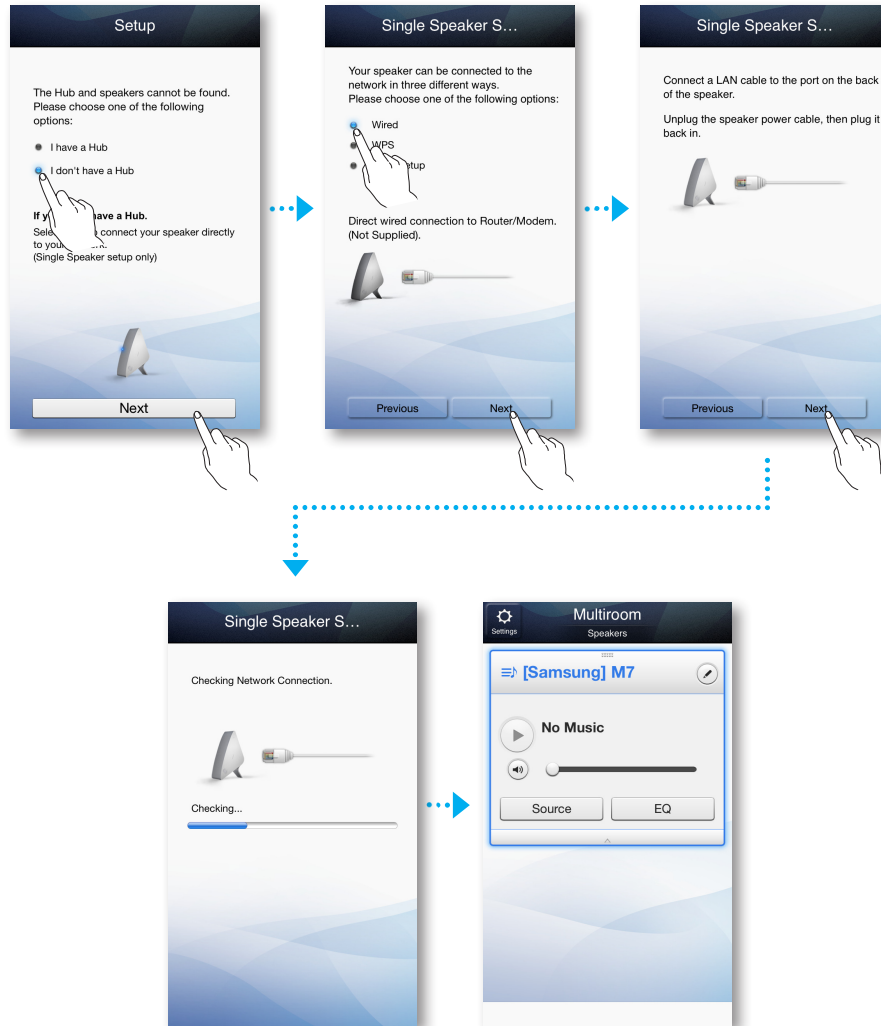 Setup
The Hub and speakers cannot be found.
Please choose one of the following
options:
I have a Hub
I don't have a Hub
have a Hub.
connect your speaker directly
to
(Single Speaker setup only)
Next
Single Speaker S...
Your speaker can be connected to the
network in three different ways.
Please choose one of the following options:
Wired
WPS
Direct wired connection to Router/Modem.
(Not Supplied).
Previous
Next
Single Speaker S...
Connect a LAN cable to the port on the back
of the speaker.
Unplug the speaker power cable, then plug it
back in.
Previous
Next
Single Speaker S...
Checking Network Connection.
Checking...
Settings
Multiroom
Speakers
[Samsung] M7
No Music
Source
EQ